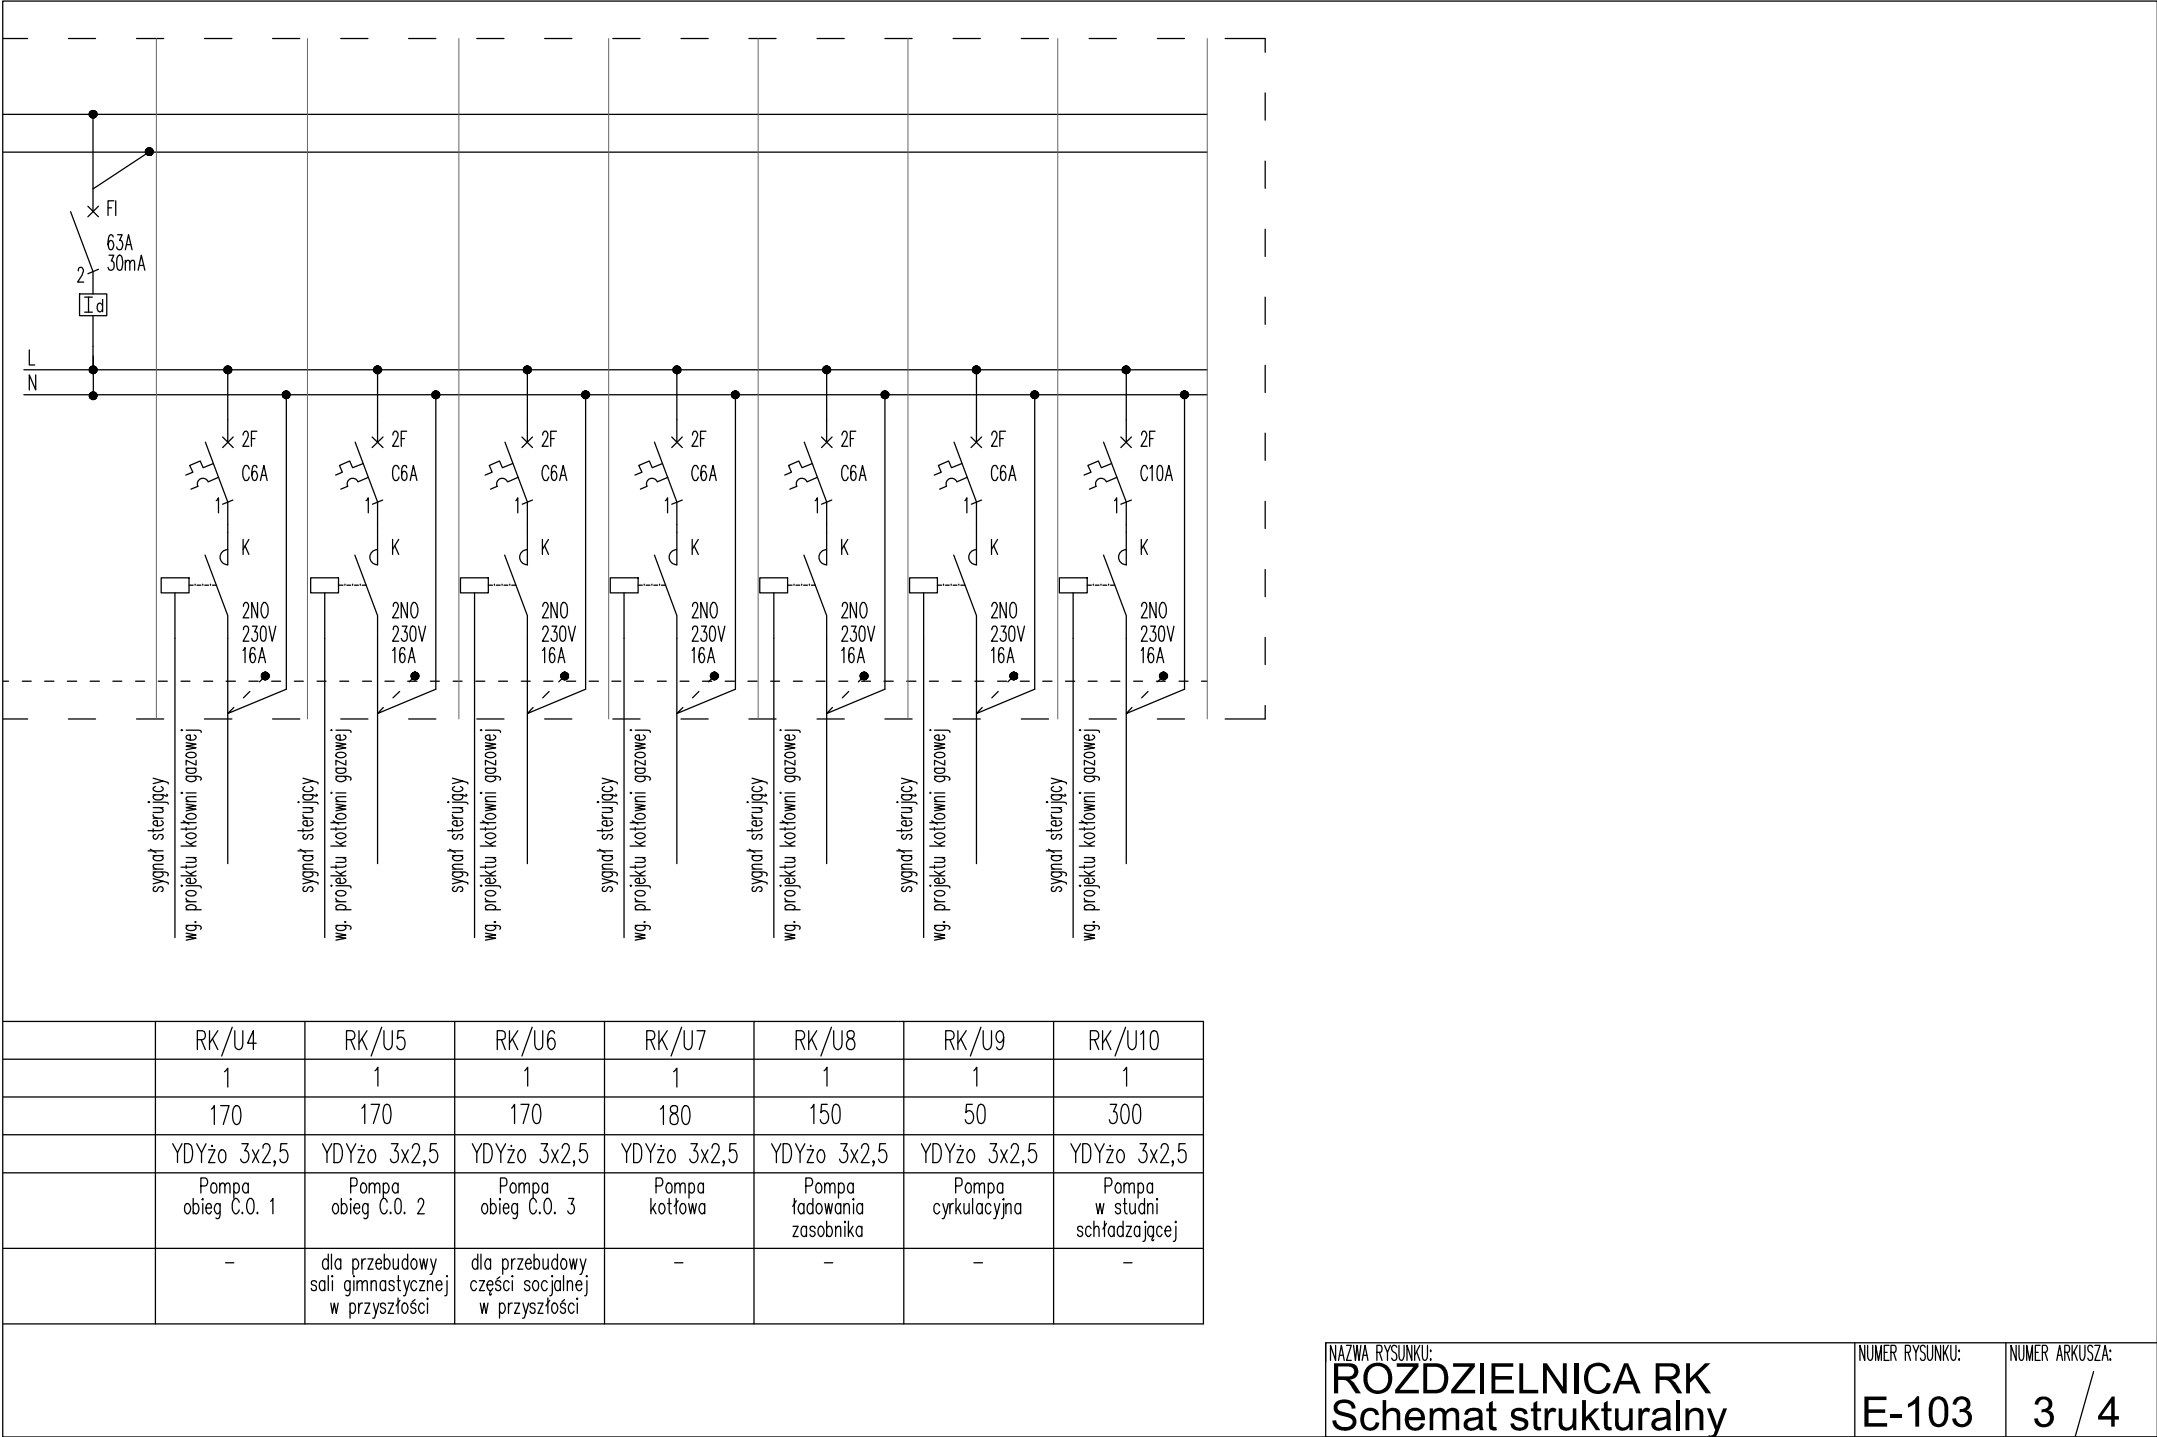 FI
63A
30mA
2
Id
L
N
2F 2F 2F 2F 2F 2F 2F
C6A C6A C6A C6A C6A C6A C10A
1 1 1 1 1 1 1
K K K K K K K
2NO 2NO 2NO 2NO 2NO 2NO 2NO
230V 230V 230V 230V 230V 230V 230V
16A 16A 16A 16A 16A 16A 16A
sygnał sterujący
wg. projektu kotłowni gazowej
sygnał sterujący
wg. projektu kotłowni gazowej
sygnał sterujący
wg. projektu kotłowni gazowej
sygnał sterujący
wg. projektu kotłowni gazowej
sygnał sterujący
wg. projektu kotłowni gazowej
sygnał sterujący
wg. projektu kotłowni gazowej
sygnał sterujący
wg. projektu kotłowni gazowej
RK/U4 RK/U5 RK/U6 RK/U7 RK/U8 RK/U9 RK/U10
1 1 1 1 1 1 1
170 170 170 180 150 50 300
YDYżo 3x2,5 YDYżo 3x2,5 YDYżo 3x2,5 YDYżo 3x2,5 YDYżo 3x2,5 YDYżo 3x2,5 YDYżo 3x2,5
Pompa
obieg C.O. 1
Pompa
obieg C.O. 2
Pompa
obieg C.O. 3
Pompa
kotłowa
Pompa
ładowania
zasobnika
Pompa
cyrkulacyjna
Pompa
w studni
schładzającej
–
dla przebudowy
sali gimnastycznej
w przyszłości
dla przebudowy
części socjalnej
w przyszłości
–
–
–
–
NAZWA RYSUNKU:
ROZDZIELNICA RK
Schemat strukturalny
NUMER RYSUNKU:
E-103
NUMER ARKUSZA:
3/4